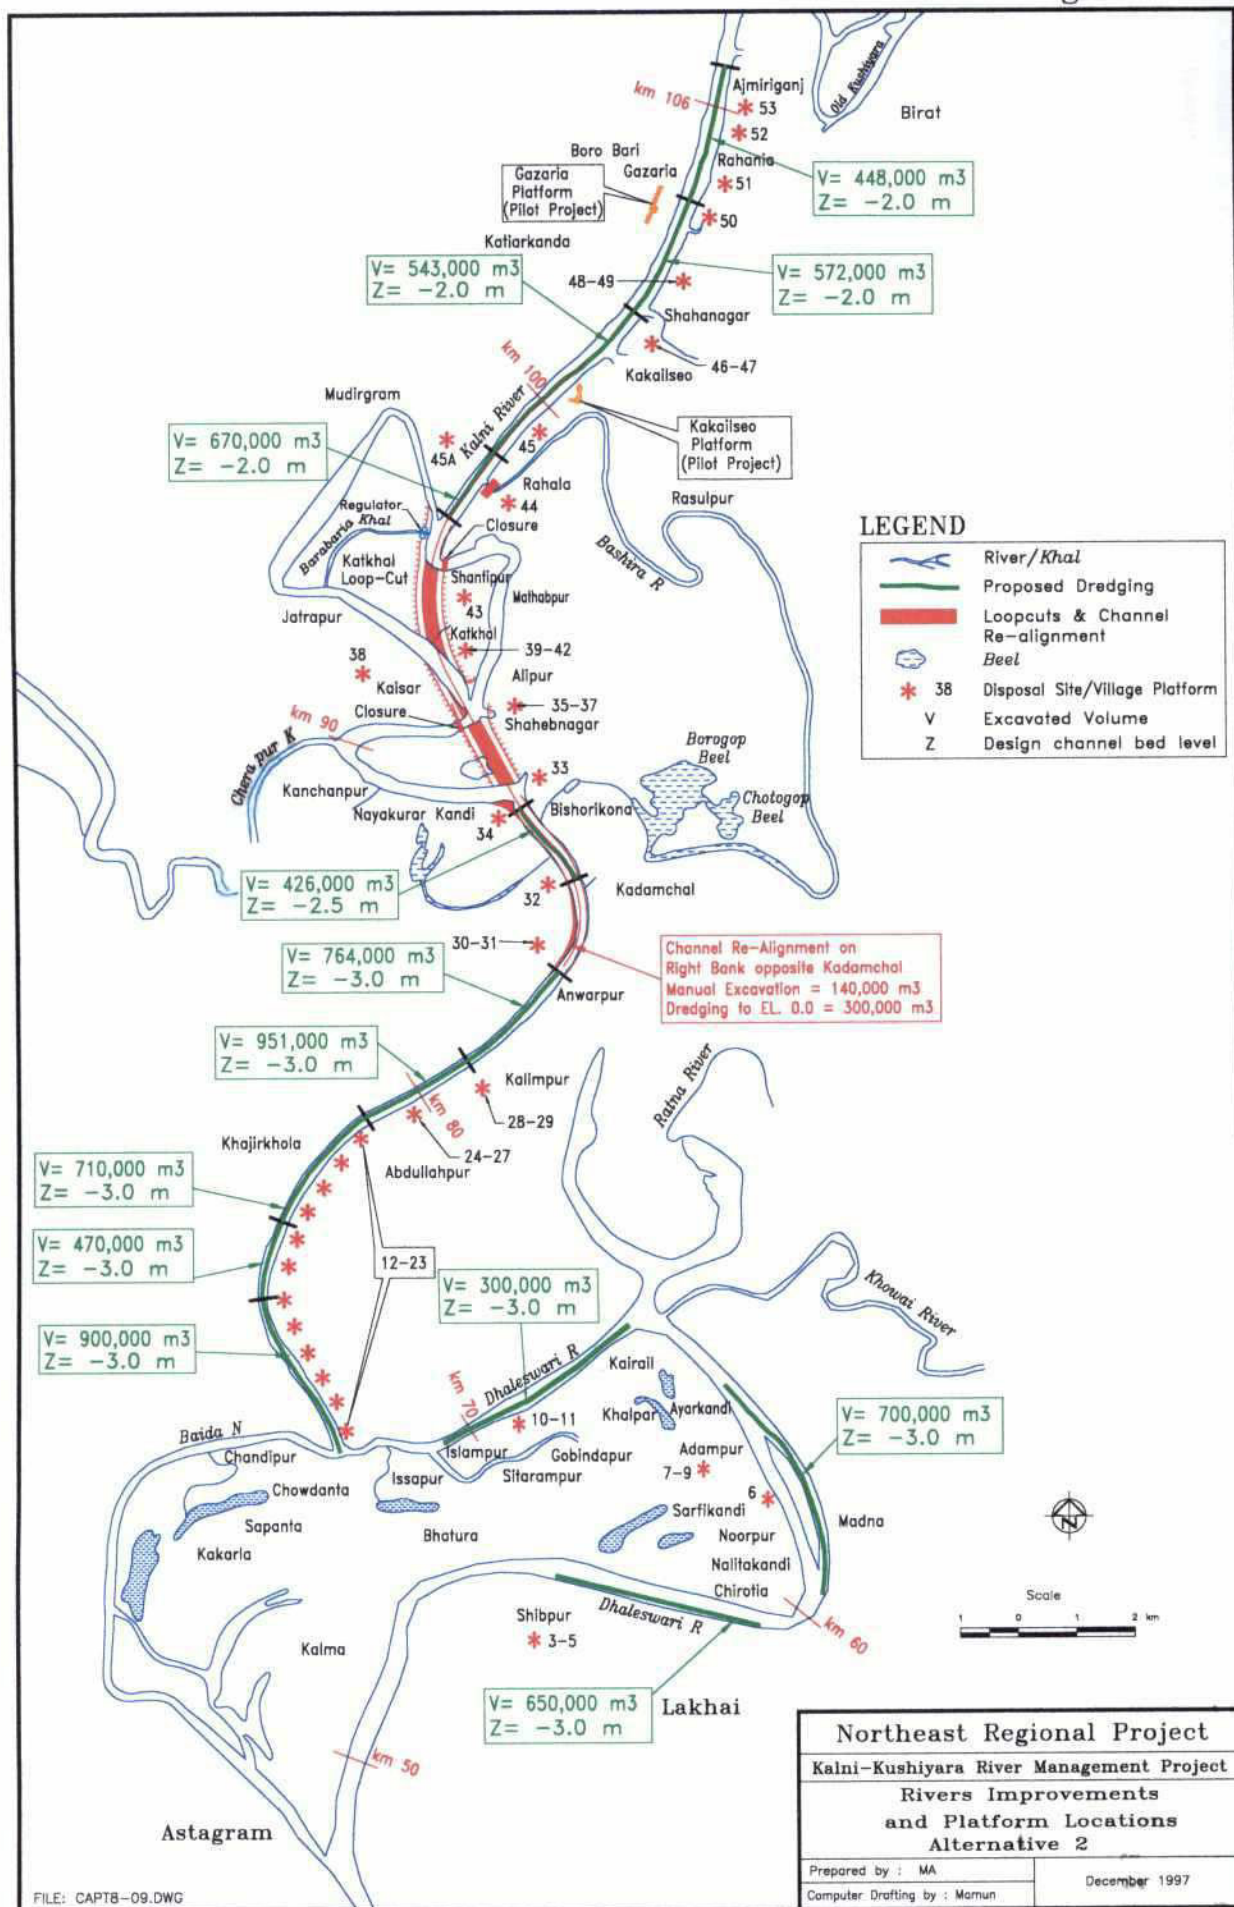 Ajmiriganj
km 106
53
52
Old Kushiyara
Birat
Boro Bari
Gazaria
Rahania
51
50
Gazaria
Platform
(Pilot Project)
V= 448,000 m3
Z= -2.0 m
Katiarkanda
V= 543,000 m3
Z= -2.0 m
48-49
V= 572,000 m3
Z= -2.0 m
Shahanagar
46-47
Kakailseo
km 100
Mudirgram
Kalni River
Kakailseo
Platform
(Pilot Project)
V= 670,000 m3
Z= -2.0 m
45A
45
Rahala
44
Rasulpur
Regulator
Closure
Barabaria Khal
Katkhal
Loop-Cut
Shantipur
Mathabpur
43
Bashira R
Jatrapur
Katkhal
39-42
38
Kaisar
Alipur
35-37
Closure
Shahebnagar
km 90
Chera pur K
33
Borogop
Beel
Chotogop
Beel
Kanchanpur
Nayakurar Kandi
34
Bishorikona
LEGEND
River/Khal
Proposed Dredging
Loopcuts & Channel
Re-alignment
Beel
38 Disposal Site/Village Platform
V Excavated Volume
Z Design channel bed level
V= 426,000 m3
Z= -2.5 m
32
Kadamchal
30-31
V= 764,000 m3
Z= -3.0 m
Anwarpur
Channel Re-Alignment on
Right Bank opposite Kadamchal
Manual Excavation = 140,000 m3
Dredging to EL. 0.0 = 300,000 m3
V= 951,000 m3
Z= -3.0 m
Kalimpur
28-29
km 80
24-27
Khajirkhola
Abdullahpur
Ratna River
V= 710,000 m3
Z= -3.0 m
V= 470,000 m3
Z= -3.0 m
12-23
V= 300,000 m3
Z= -3.0 m
Khowai River
V= 900,000 m3
Z= -3.0 m
Dhaleswari R
Kairail
km 70
10-11
Khalpar
Ayarkandi
V= 700,000 m3
Z= -3.0 m
Baida N
Chandipur
Islampur
Gobindapur
Adampur
7-9
Issapur
Sitarampur
Chowdanta
6
Sapanta
Sarfikandi
Madna
Bhatura
Noorpur
Kakarla
Nalitakandi
Chirotia
N
Dhaleswari R
km 60
Shibpur
3-5
Kalma
Scale
1 0 1 2 km
V= 650,000 m3
Z= -3.0 m
Lakhai
km 50
Astagram
Northeast Regional Project
Kalni-Kushiyara River Management Project
Rivers Improvements
and Platform Locations
Alternative 2
Prepared by : MA
Computer Drafting by : Mamun
December 1997
FILE: CAPT8-09.DWG